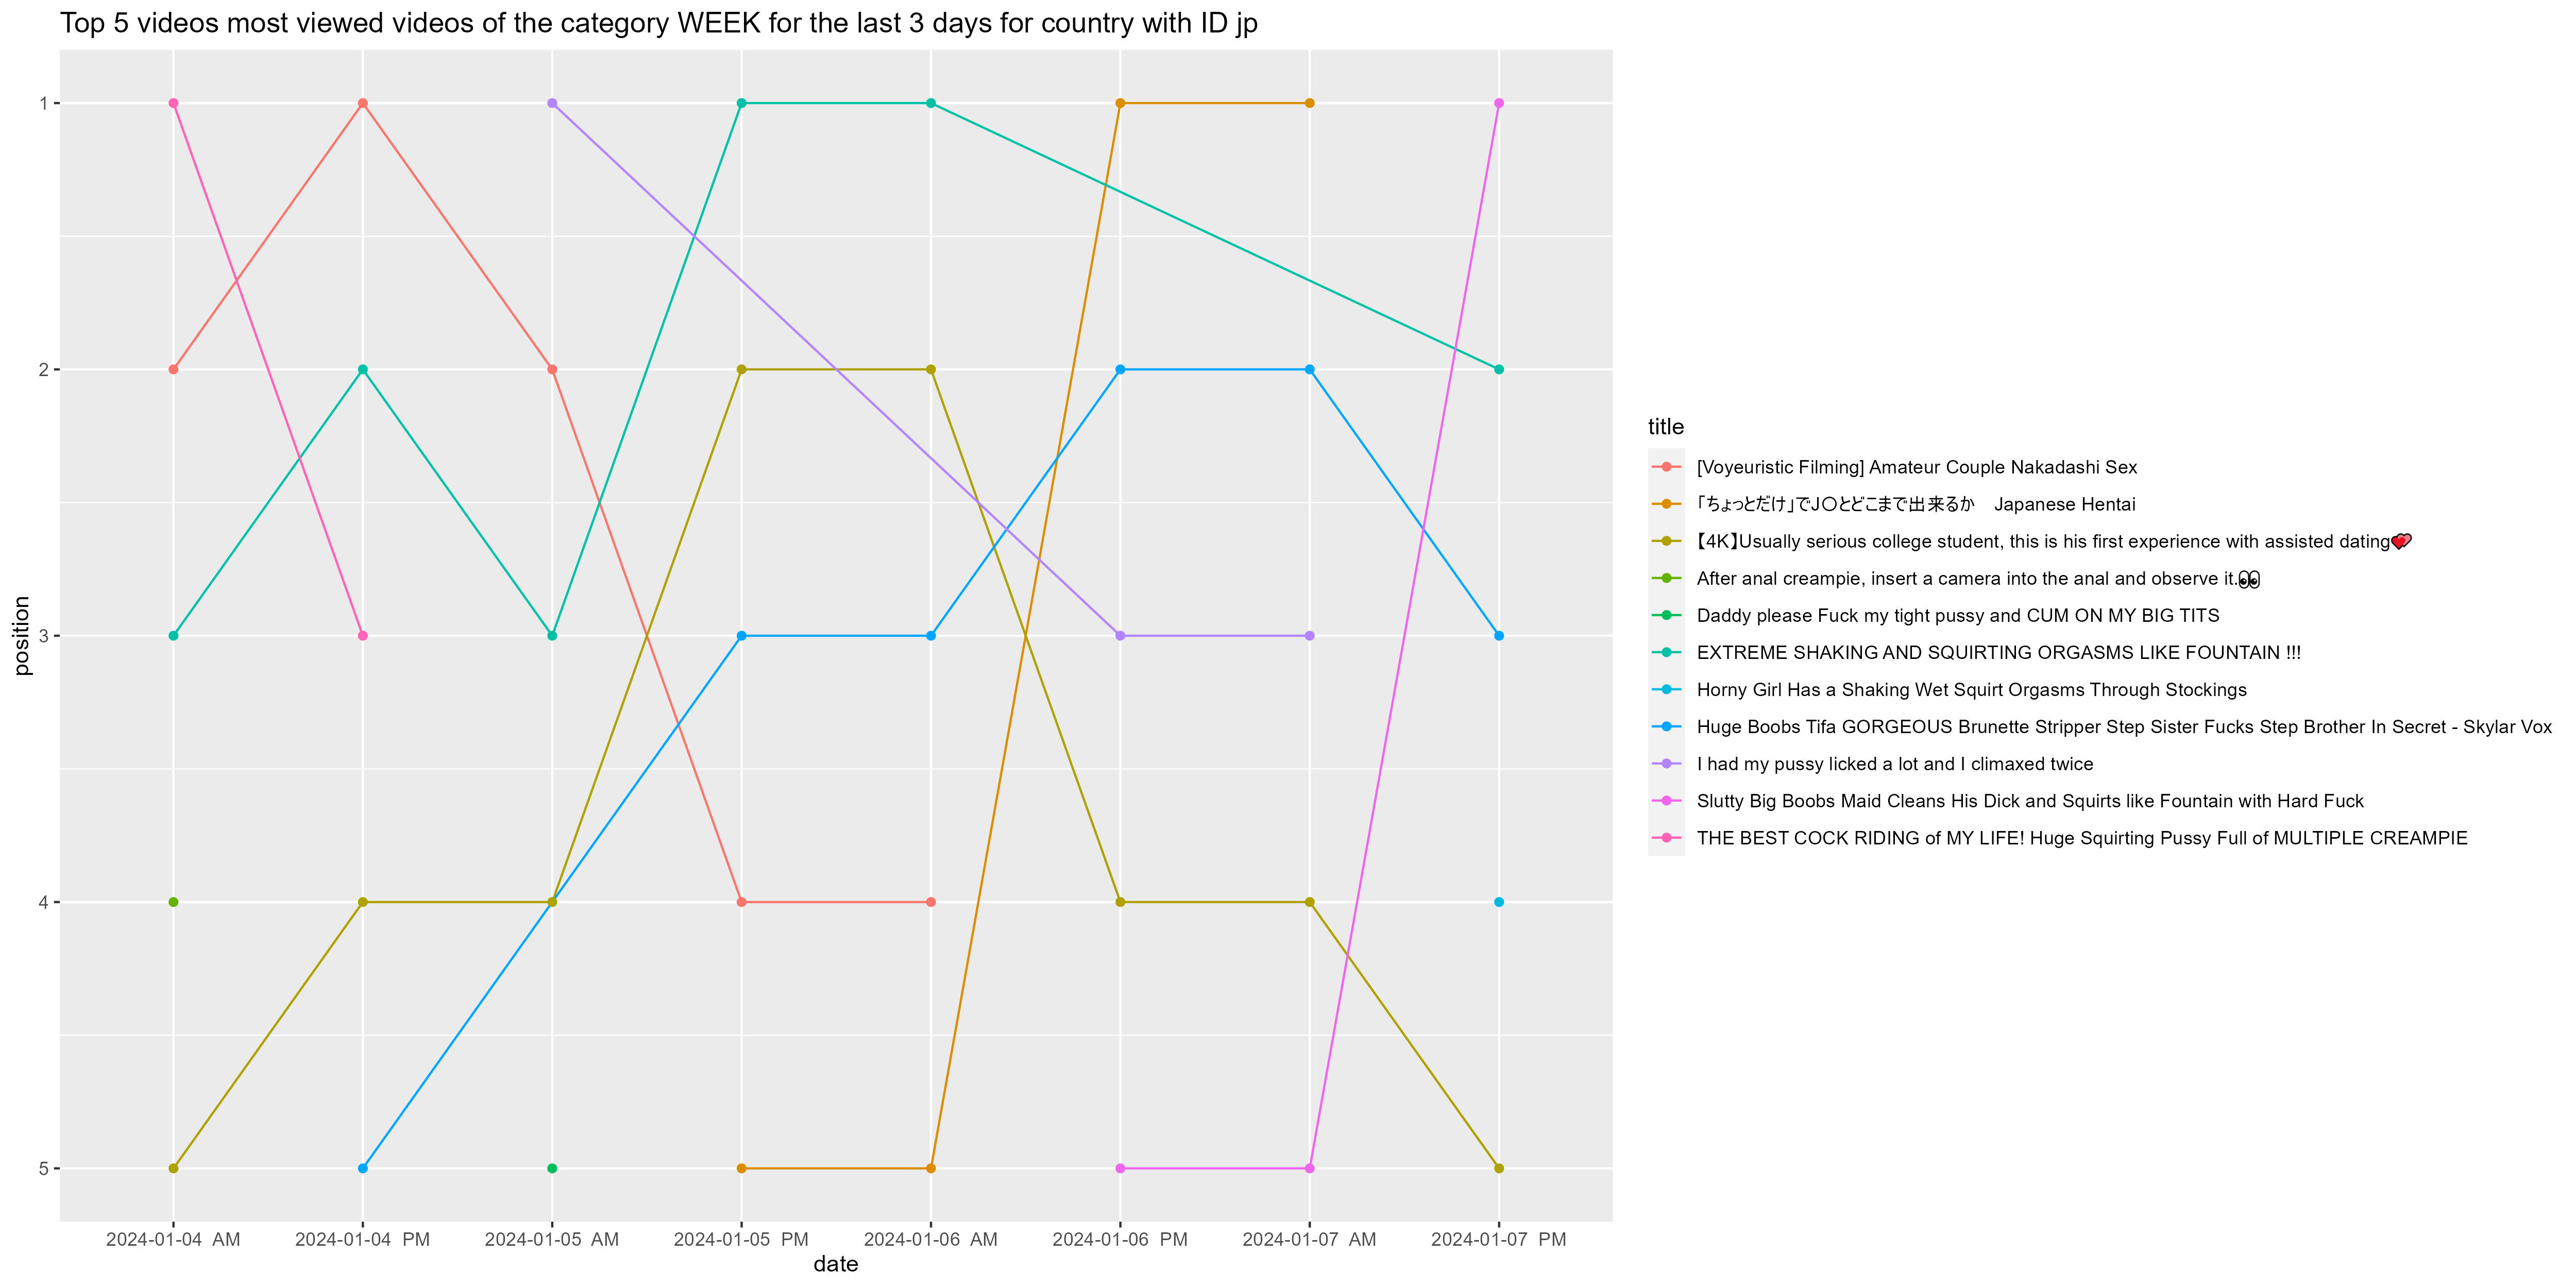 Top 5 videos most viewed videos of the category WEEK for the last 3 days for country with ID jp
position
1
2
3
4
5
2024-01-04 AM
2024-01-04 PM
2024-01-05 AM
2024-01-05 PM
2024-01-06 AM
2024-01-06 PM
2024-01-07 AM
2024-01-07 PM
date
title
[Voyeuristic Filming] Amateur Couple Nakadashi Sex
「ちょっとだけ」でJ〇とどこまで出来るか　Japanese Hentai
【4K】Usually serious college student, this is his first experience with assisted dating💕
After anal creampie, insert a camera into the anal and observe it.👀
Daddy please Fuck my tight pussy and CUM ON MY BIG TITS
EXTREME SHAKING AND SQUIRTING ORGASMS LIKE FOUNTAIN !!!
Horny Girl Has a Shaking Wet Squirt Orgasms Through Stockings
Huge Boobs Tifa GORGEOUS Brunette Stripper Step Sister Fucks Step Brother In Secret - Skylar Vox
I had my pussy licked a lot and I climaxed twice
Slutty Big Boobs Maid Cleans His Dick and Squirts like Fountain with Hard Fuck
THE BEST COCK RIDING of MY LIFE! Huge Squirting Pussy Full of MULTIPLE CREAMPIE